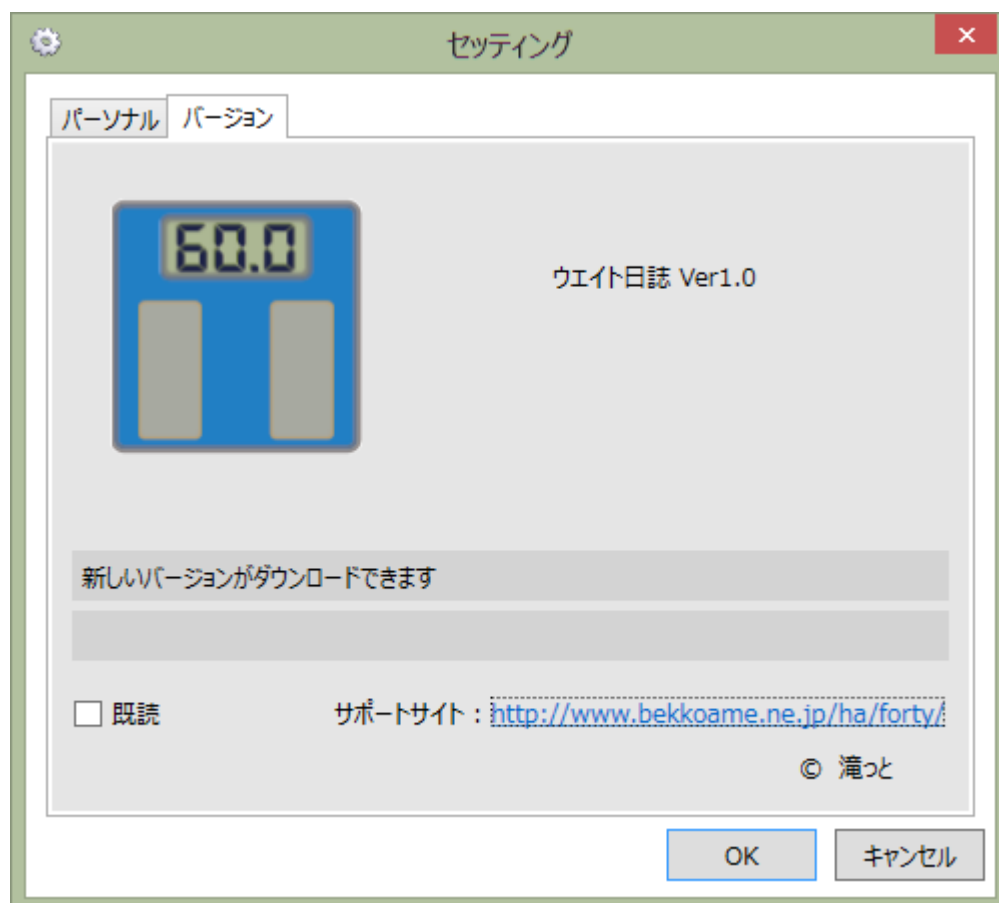 セッティング
パーソナル バージョン
60.0
ウエイト日誌 Ver1.0
新しいバージョンがダウンロードできます
既読 サポートサイト：http://www.bekkoame.ne.jp/ha/forty/
© 滝っと
OK キャンセル